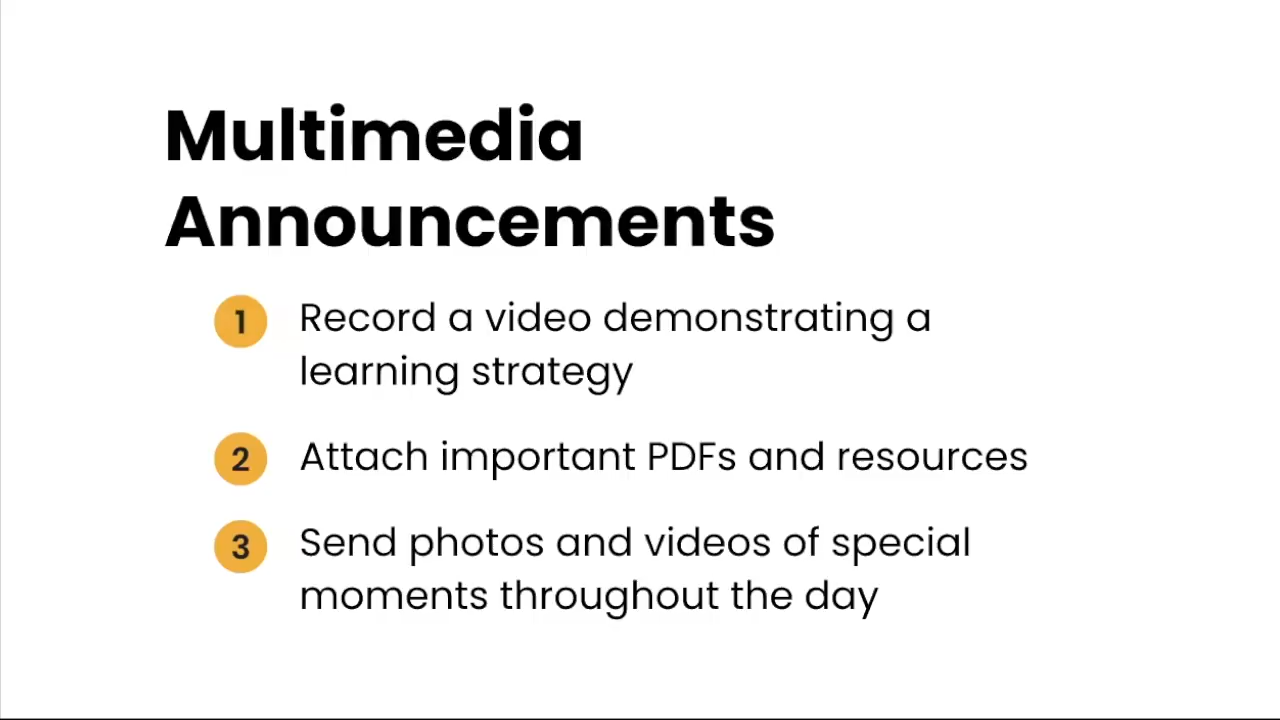 Multimedia
Announcements
1 Record a video demonstrating a
learning strategy
2 Attach important PDFs and resources
3 Send photos and videos of special
moments throughout the day